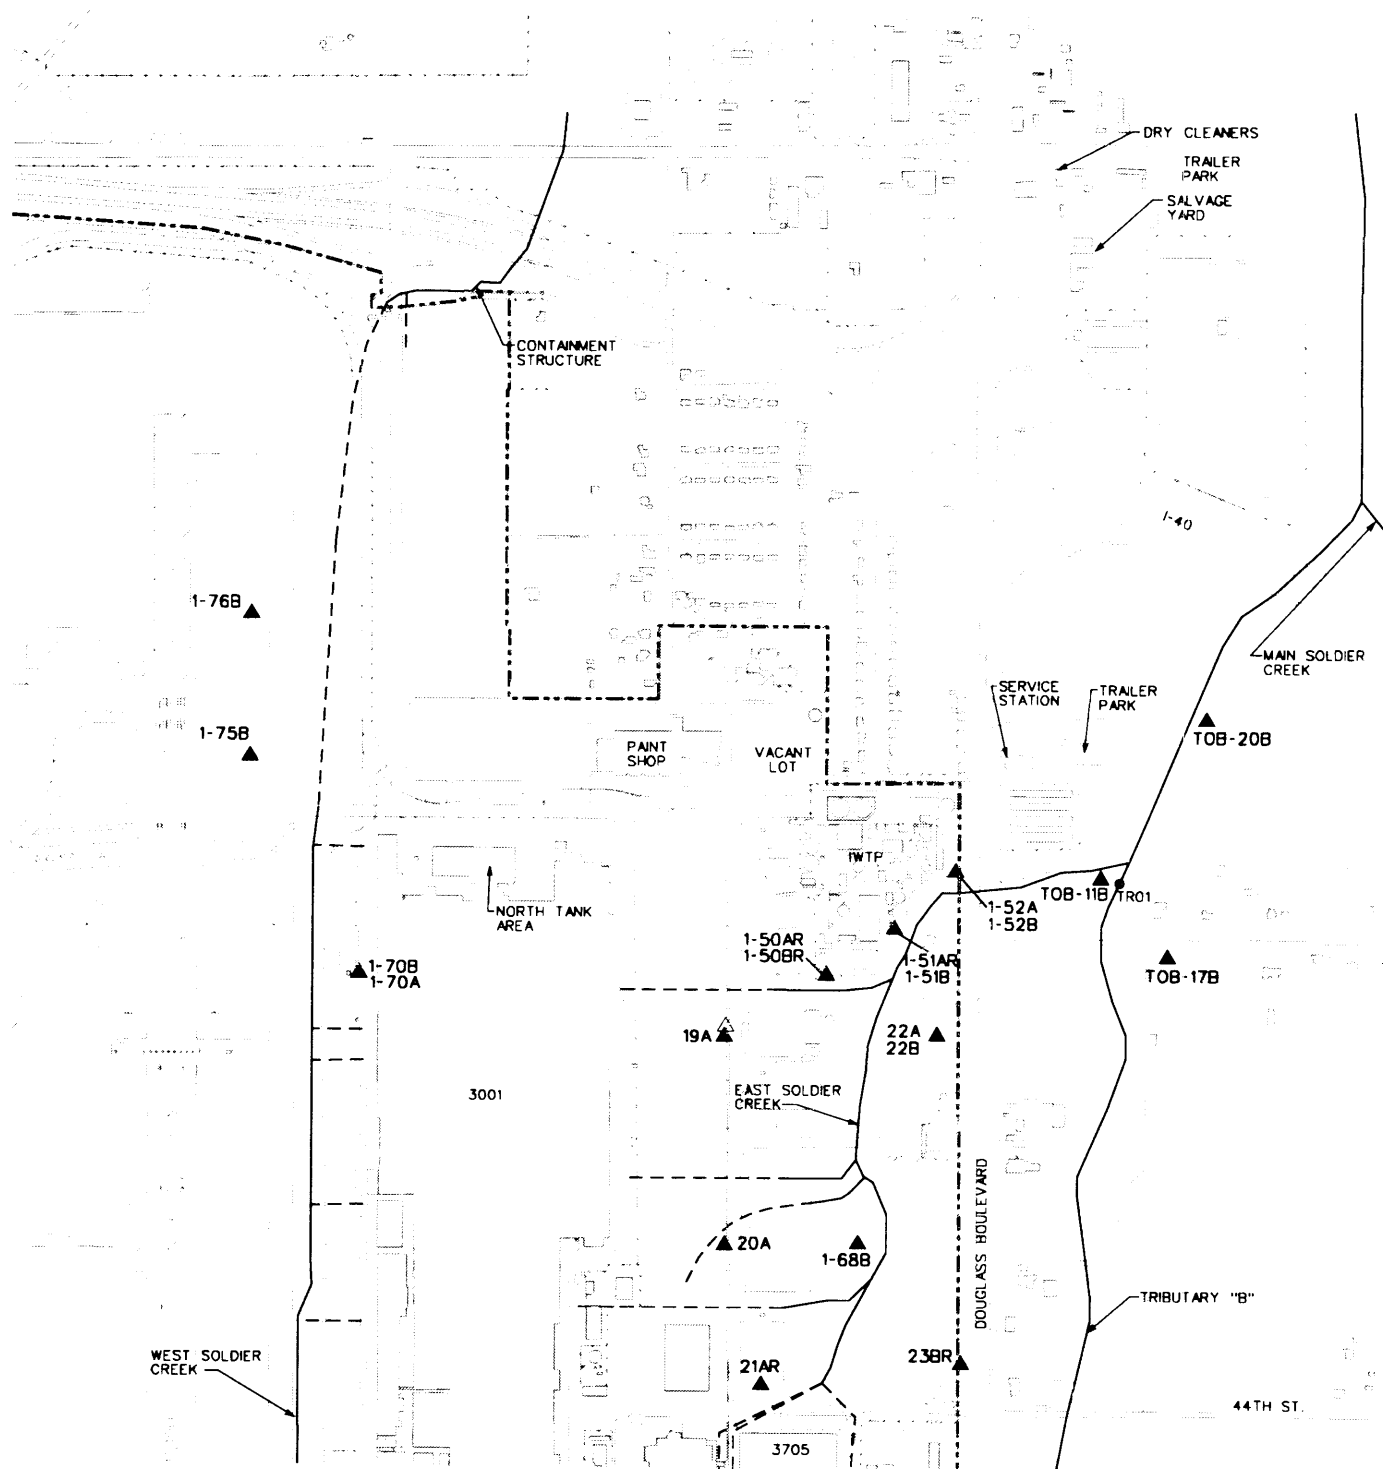 DRY CLEANERS
TRAILER
PARK
SALVAGE
YARD
CONTAINMENT
STRUCTURE
I-40
1-76B
MAIN SOLDIER
CREEK
SERVICE
STATION
TRAILER
PARK
1-75B
TOB-20B
PAINT
SHOP
VACANT
LOT
IWTP
TOB-11B
TR01
NORTH TANK
AREA
1-52A
1-52B
1-50AR
1-50BR
1-51AR
1-51B
1-70B
1-70A
TOB-17B
19A
22A
22B
3001
EAST SOLDIER
CREEK
DOUGLASS BOULEVARD
20A
1-68B
TRIBUTARY "B"
WEST SOLDIER
CREEK
21AR
23BR
44TH ST.
3705